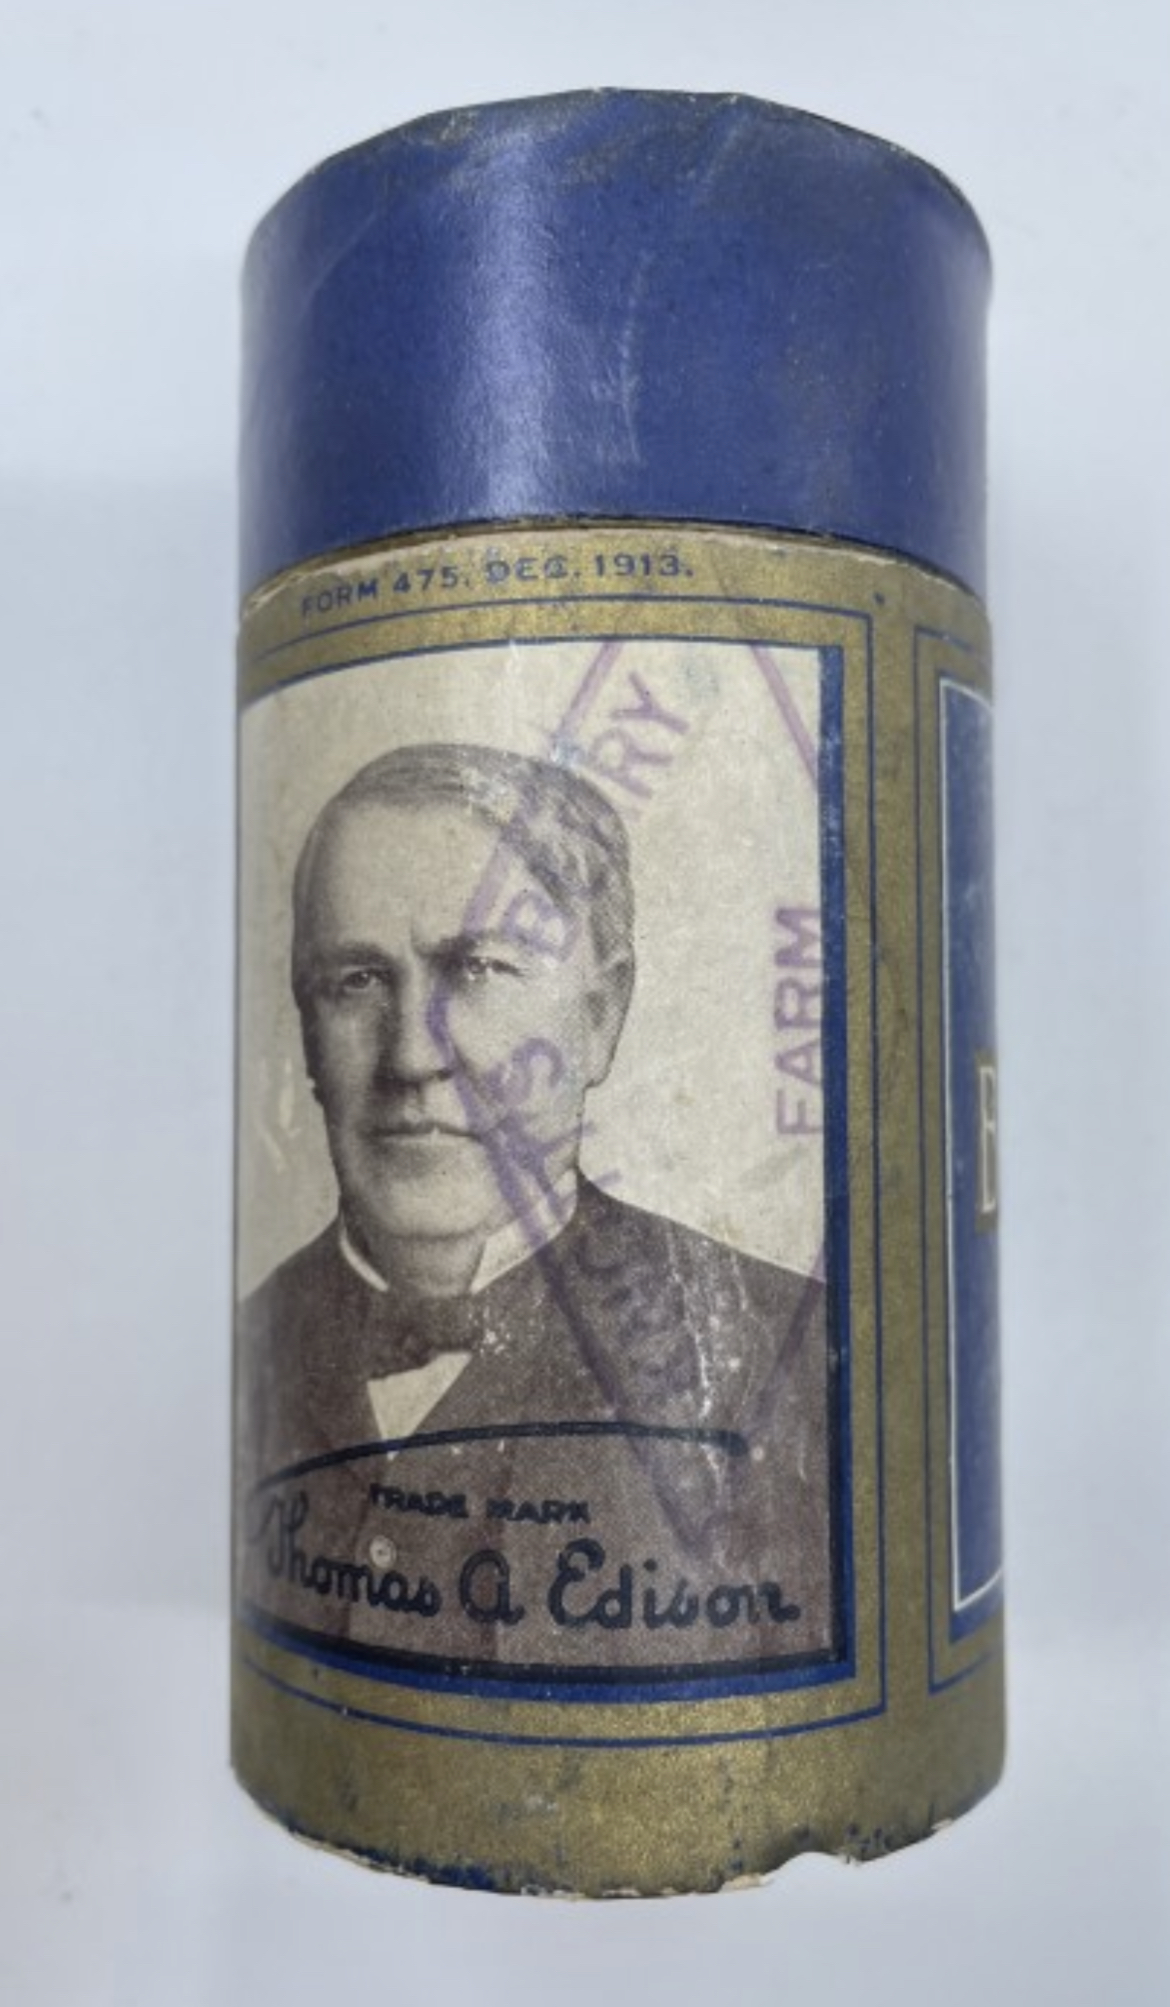 FORM 475. DEC. 1913.
FARM
TRADE MARK
Thomas A Edison